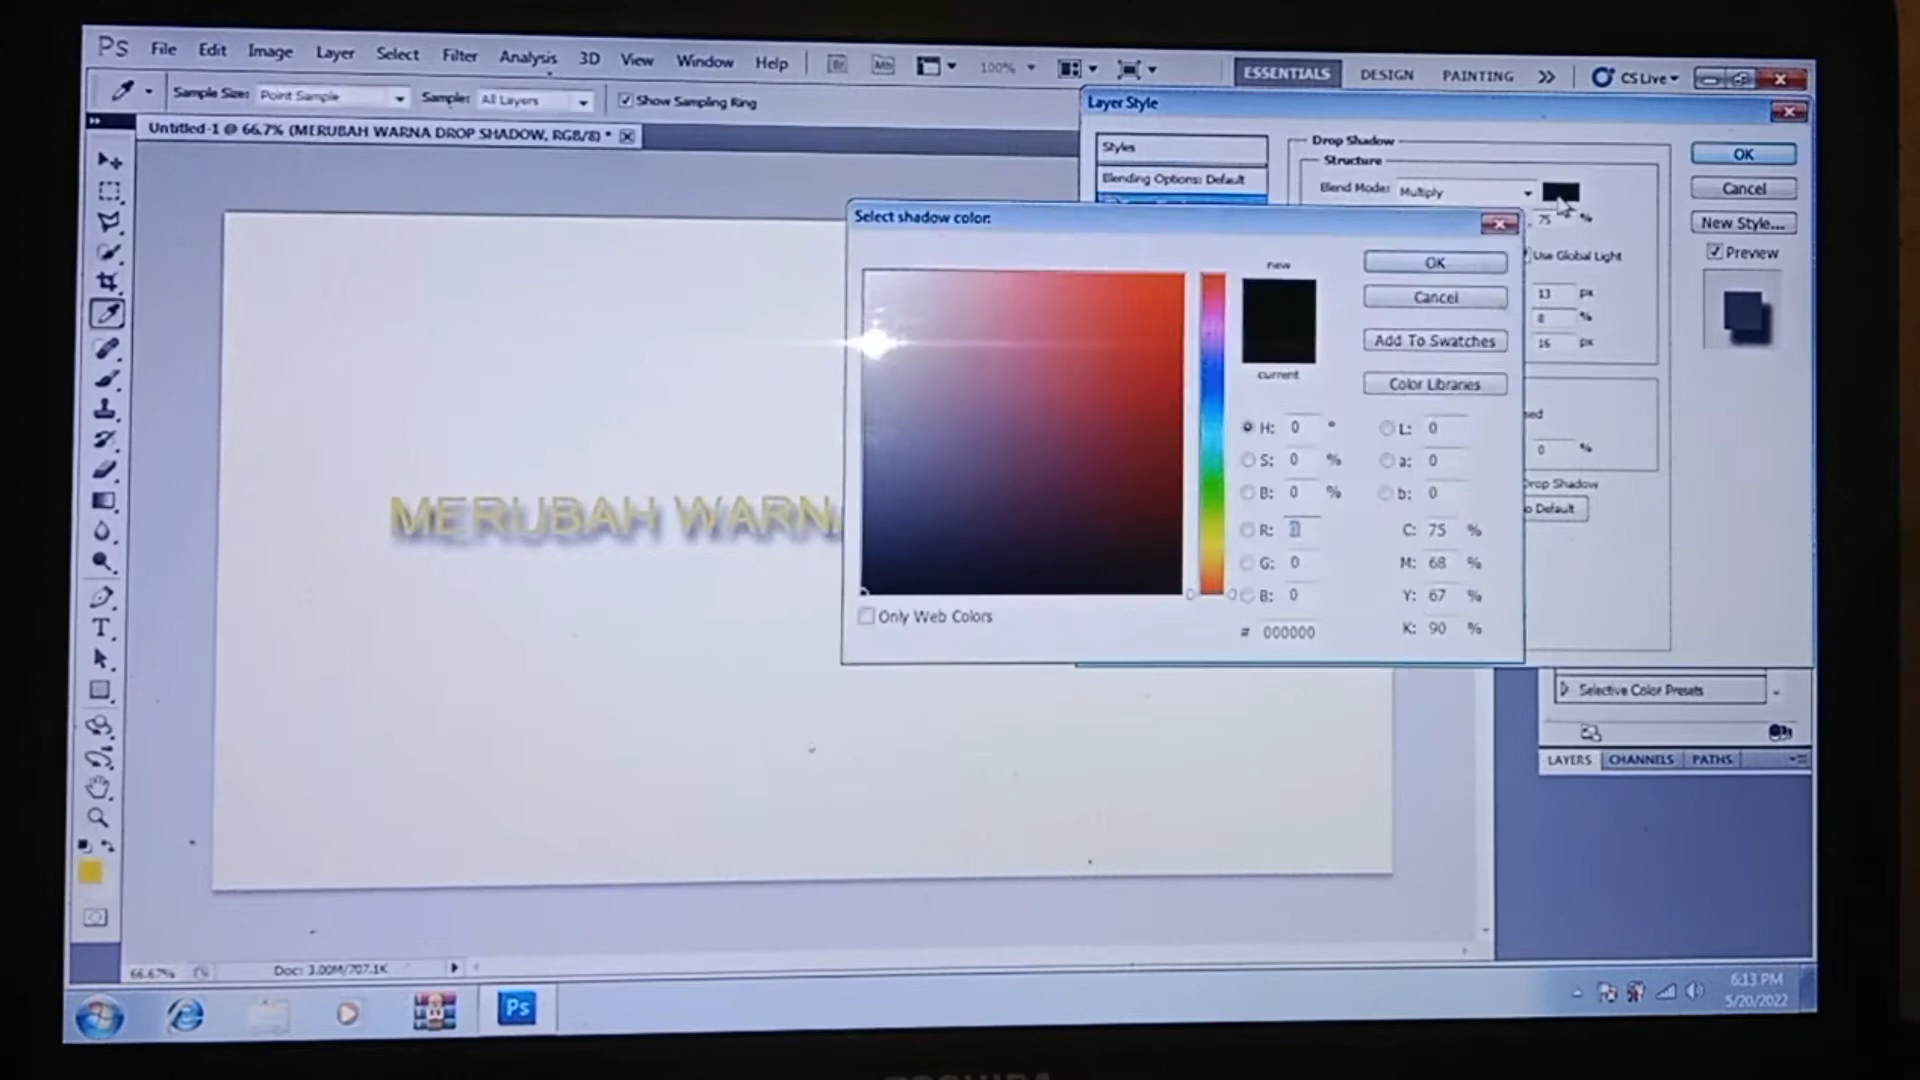 Ps File Edit Image Layer Select Filter Analysis 3D View Window Help Br Mb 100% ESSENTIALS DESIGN PAINTING CS Live
Sample Size: Point Sample Sample: All Layers Show Sampling Ring
Untitled-1 @ 66.7% (MERUBAH WARNA DROP SHADOW, RGB/8) *
Layer Style
Styles
Blending Options: Default
Drop Shadow
Structure
Blend Mode: Multiply
75 %
Use Global Light
13 px
8 %
16 px
0 %
Drop Shadow
Default
OK
Cancel
New Style...
Preview
Select shadow color:
new
current
OK
Cancel
Add To Swatches
Color Libraries
H: 0 ° L: 0
S: 0 % a: 0
B: 0 % b: 0
R: 0 C: 75 %
G: 0 M: 68 %
B: 0 Y: 67 %
# 000000 K: 90 %
Only Web Colors
MERUBAH WARNA
Selective Color Presets
LAYERS CHANNELS PATHS
66.67% Doc: 3.00M/707.1K
Ps
6:13 PM
5/20/2022